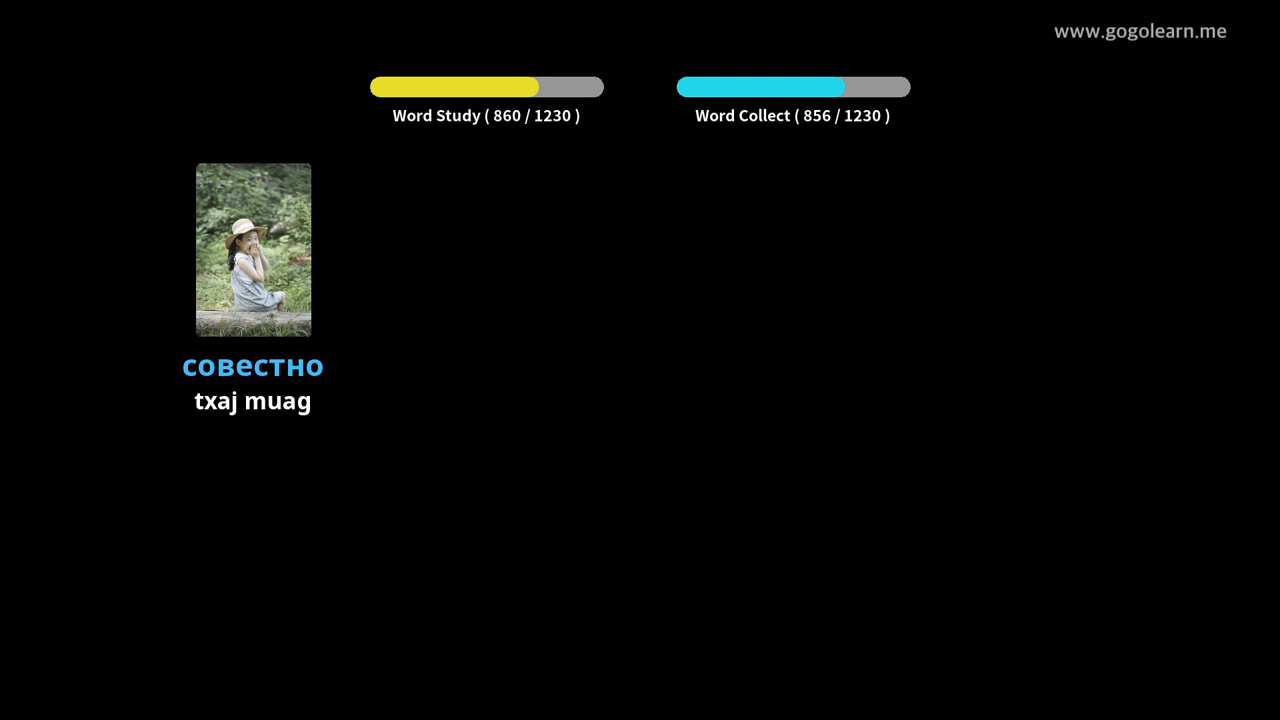 www.gogolearn.me
Word Study ( 860 / 1230 )
Word Collect ( 856 / 1230 )
совестно
txaj muag